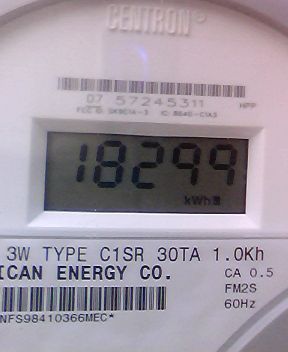 CENTRON®
07 57245311 HPP
18299
kWh
3W TYPE C1SR 30TA 1.0Kh
ICAN ENERGY CO. CA 0.5
FM2S
60Hz
NFS98410366MEC*